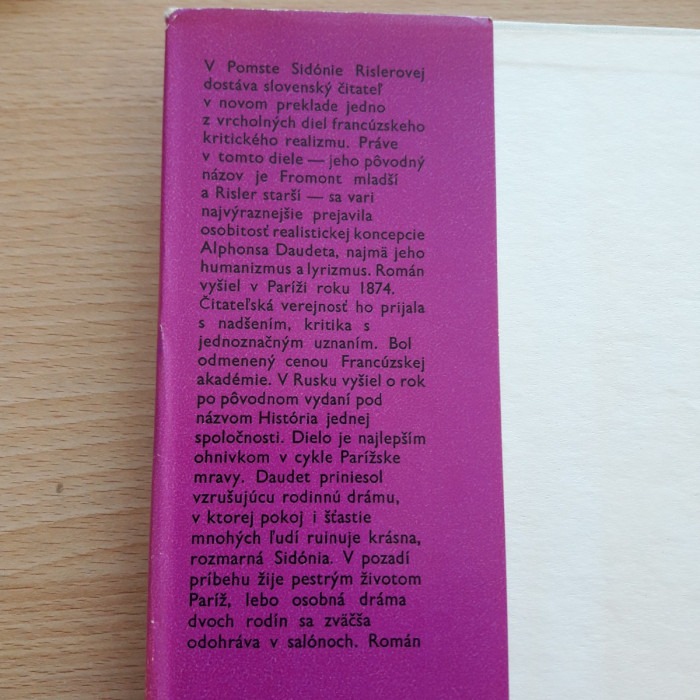 V Pomste Sidónie Rislerovej
dostáva slovenský čitateľ
v novom preklade jedno
z vrcholných diel francúzskeho
kritického realizmu. Práve
v tomto diele — jeho pôvodný
názov je Fromont mladší
a Risler starší — sa vari
najvýraznejšie prejavila
osobitosť realistickej koncepcie
Alphonsa Daudeta, najmä jeho
humanizmus a lyrizmus. Román
vyšiel v Paríži roku 1874.
Čitateľská verejnosť ho prijala
s nadšením, kritika s
jednoznačným uznaním. Bol
odmenený cenou Francúzskej
akadémie. V Rusku vyšiel o rok
po pôvodnom vydaní pod
názvom História jednej
spoločnosti. Dielo je najlepším
ohnivkom v cykle Parížske
mravy. Daudet priniesol
vzrušujúcu rodinnú drámu,
v ktorej pokoj i šťastie
mnohých ľudí ruinuje krásna,
rozmarná Sidónia. V pozadí
príbehu žije pestrým životom
Paríž, lebo osobná dráma
dvoch rodín sa zväčša
odohráva v salónoch. Román